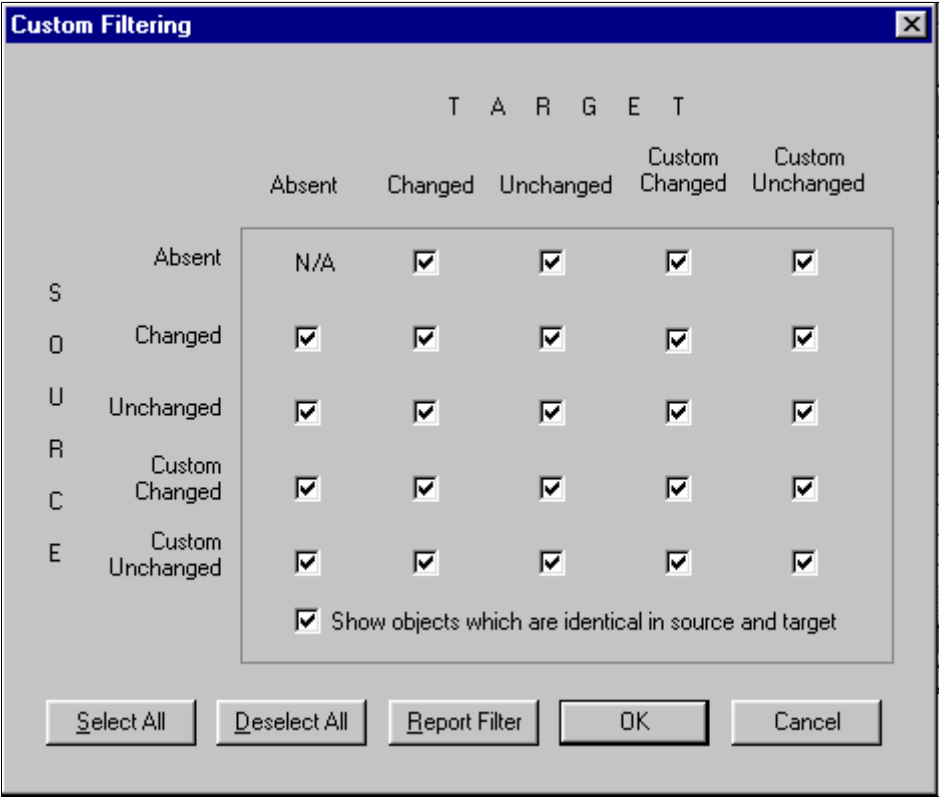 Custom Filtering
T A R G E T
Absent Changed Unchanged Custom Changed Custom Unchanged
S O U R C E
Absent N/A
Changed
Unchanged
Custom
Changed
Custom
Unchanged
Show objects which are identical in source and target
Select All Deselect All Report Filter OK Cancel